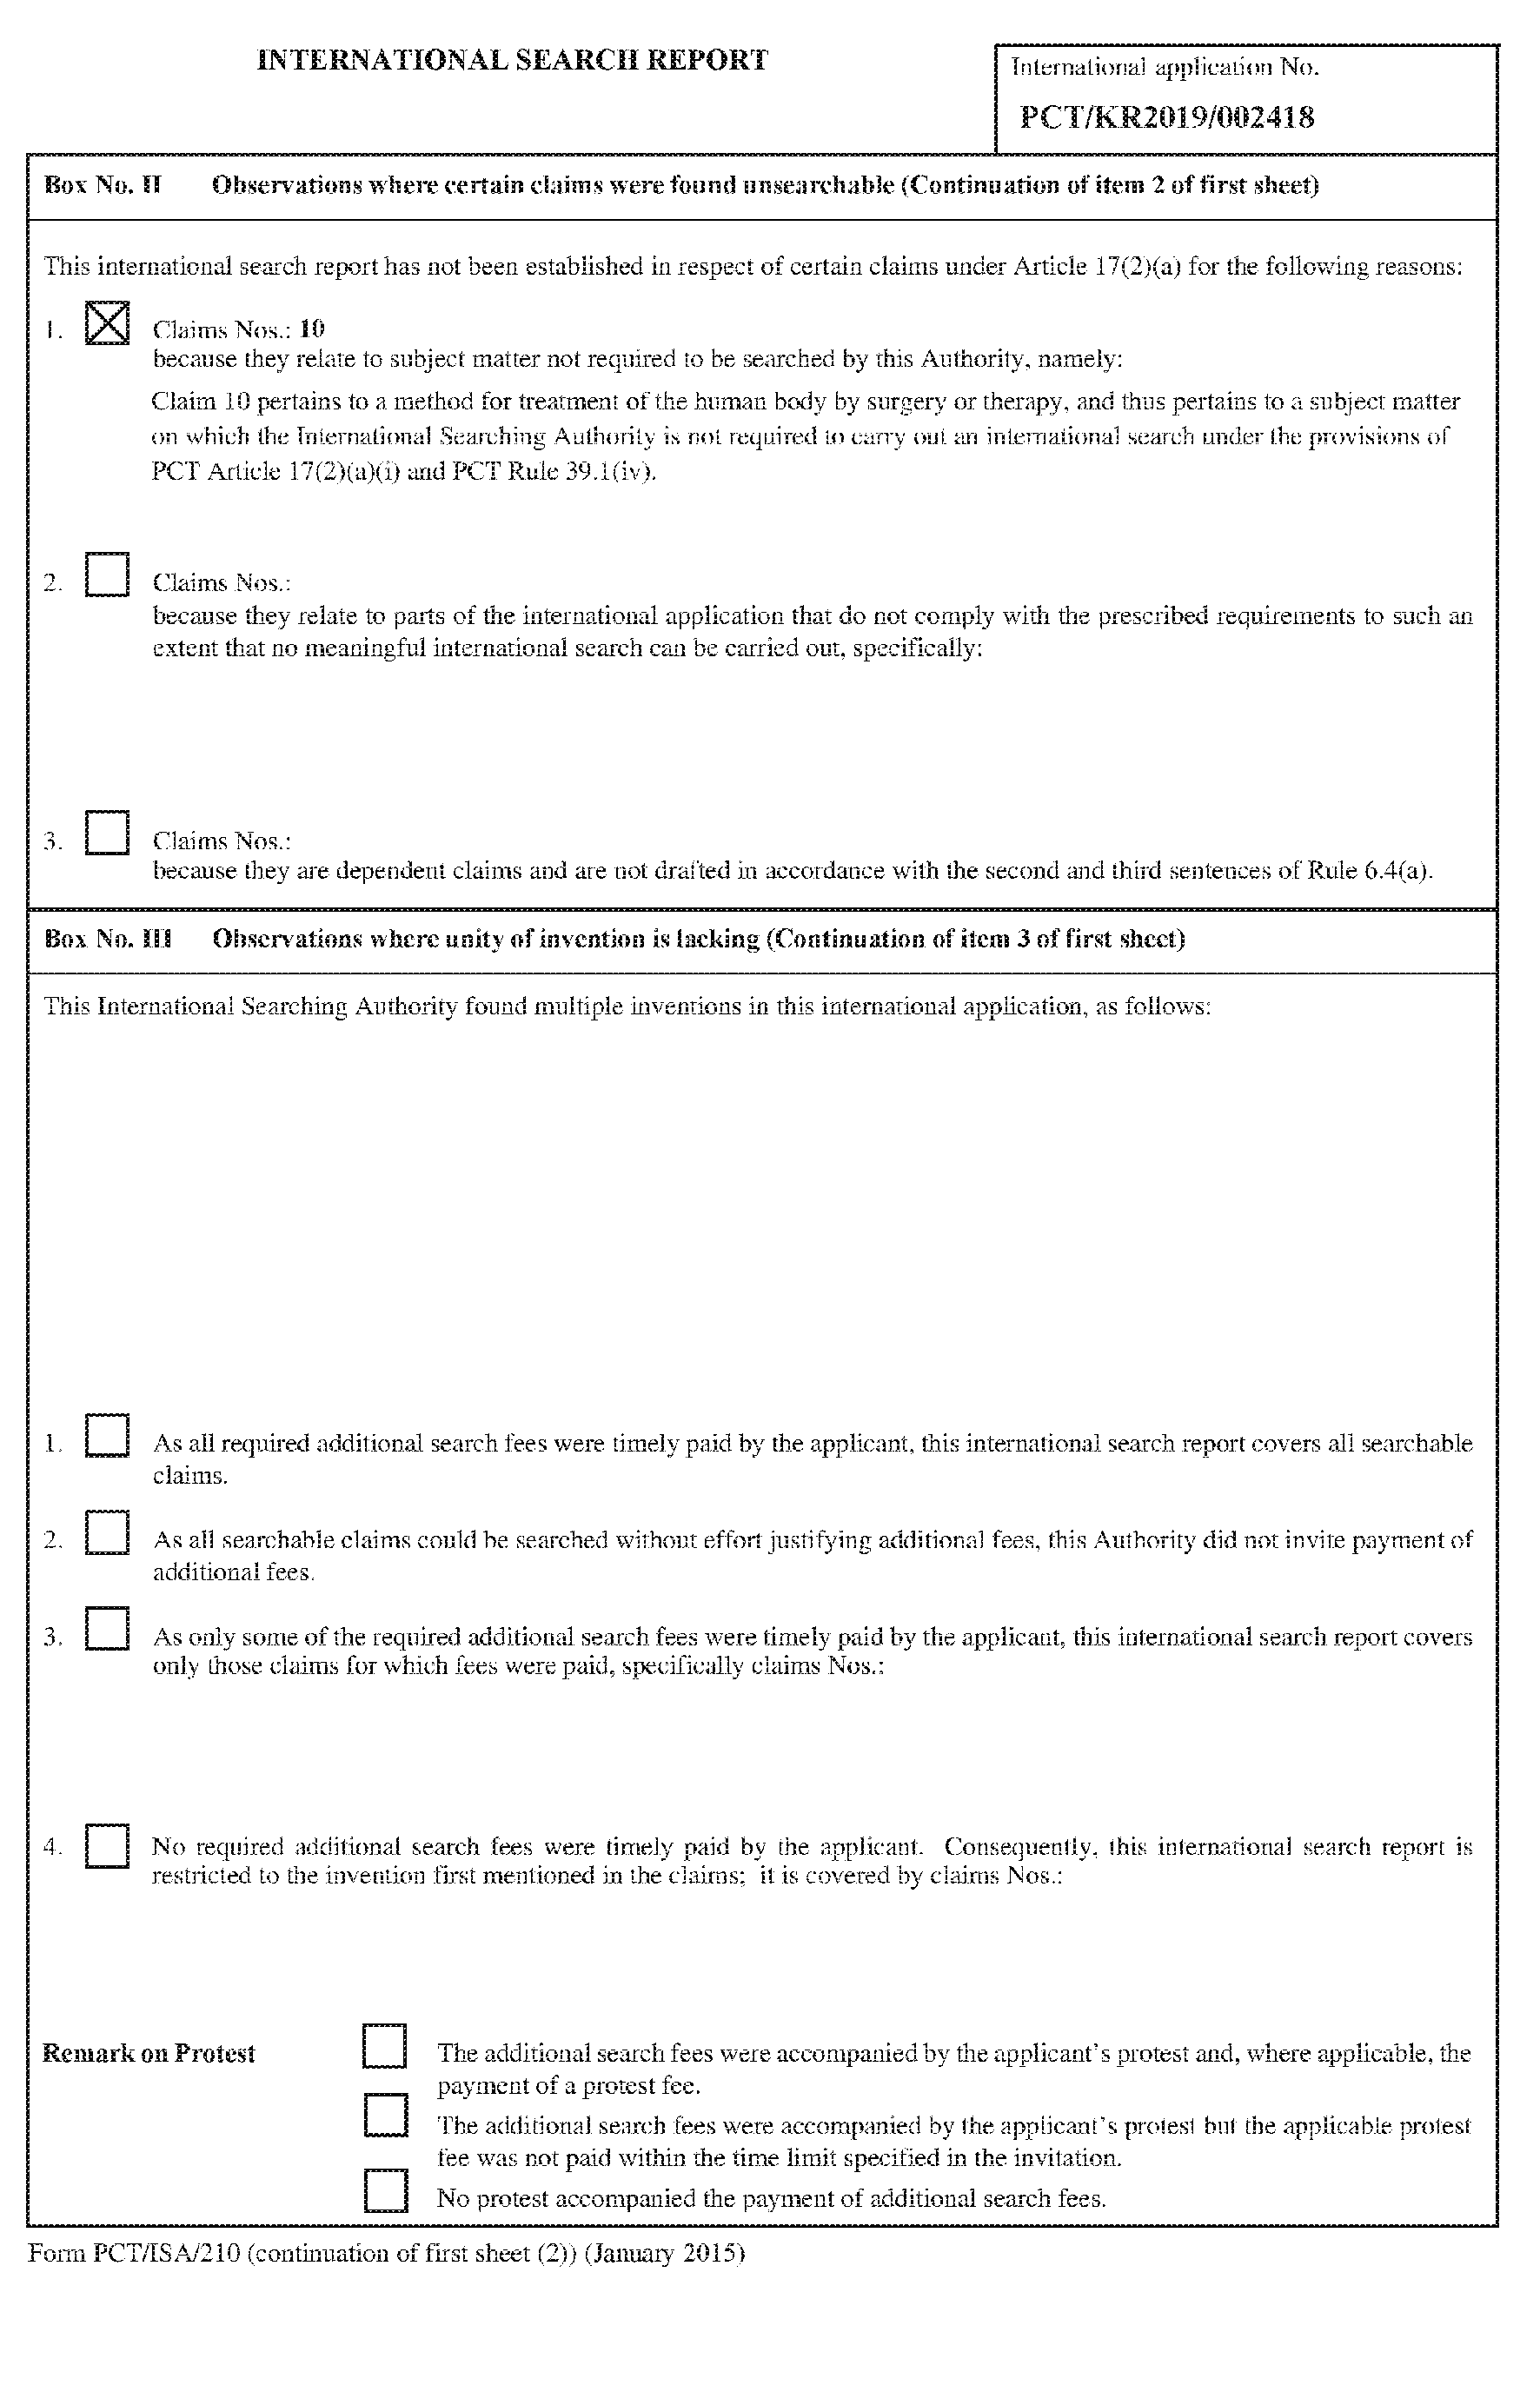 INTERNATIONAL SEARCH REPORT
International application No.
PCT/KR2019/002418
Box No. II Observations where certain claims were found unsearchable (Continuation of item 2 of first sheet)
This international search report has not been established in respect of certain claims under Article 17(2)(a) for the following reasons:
1. Claims Nos.: 10
because they relate to subject matter not required to be searched by this Authority, namely:
Claim 10 pertains to a method for treatment of the human body by surgery or therapy, and thus pertains to a subject matter
on which the International Searching Authority is not required to carry out an international search under the provisions of
PCT Article 17(2)(a)(i) and PCT Rule 39.1(iv).
2. Claims Nos.:
because they relate to parts of the international application that do not comply with the prescribed requirements to such an
extent that no meaningful international search can be carried out, specifically:
3. Claims Nos.:
because they are dependent claims and are not drafted in accordance with the second and third sentences of Rule 6.4(a).
Box No. III Observations where unity of invention is lacking (Continuation of item 3 of first sheet)
This International Searching Authority found multiple inventions in this international application, as follows:
1. As all required additional search fees were timely paid by the applicant, this international search report covers all searchable
claims.
2. As all searchable claims could be searched without effort justifying additional fees, this Authority did not invite payment of
additional fees.
3. As only some of the required additional search fees were timely paid by the applicant, this international search report covers
only those claims for which fees were paid, specifically claims Nos.:
4. No required additional search fees were timely paid by the applicant. Consequently, this international search report is
restricted to the invention first mentioned in the claims; it is covered by claims Nos.:
Remark on Protest
The additional search fees were accompanied by the applicant's protest and, where applicable, the
payment of a protest fee.
The additional search fees were accompanied by the applicant's protest but the applicable protest
fee was not paid within the time limit specified in the invitation.
No protest accompanied the payment of additional search fees.
Form PCT/ISA/210 (continuation of first sheet (2)) (January 2015)